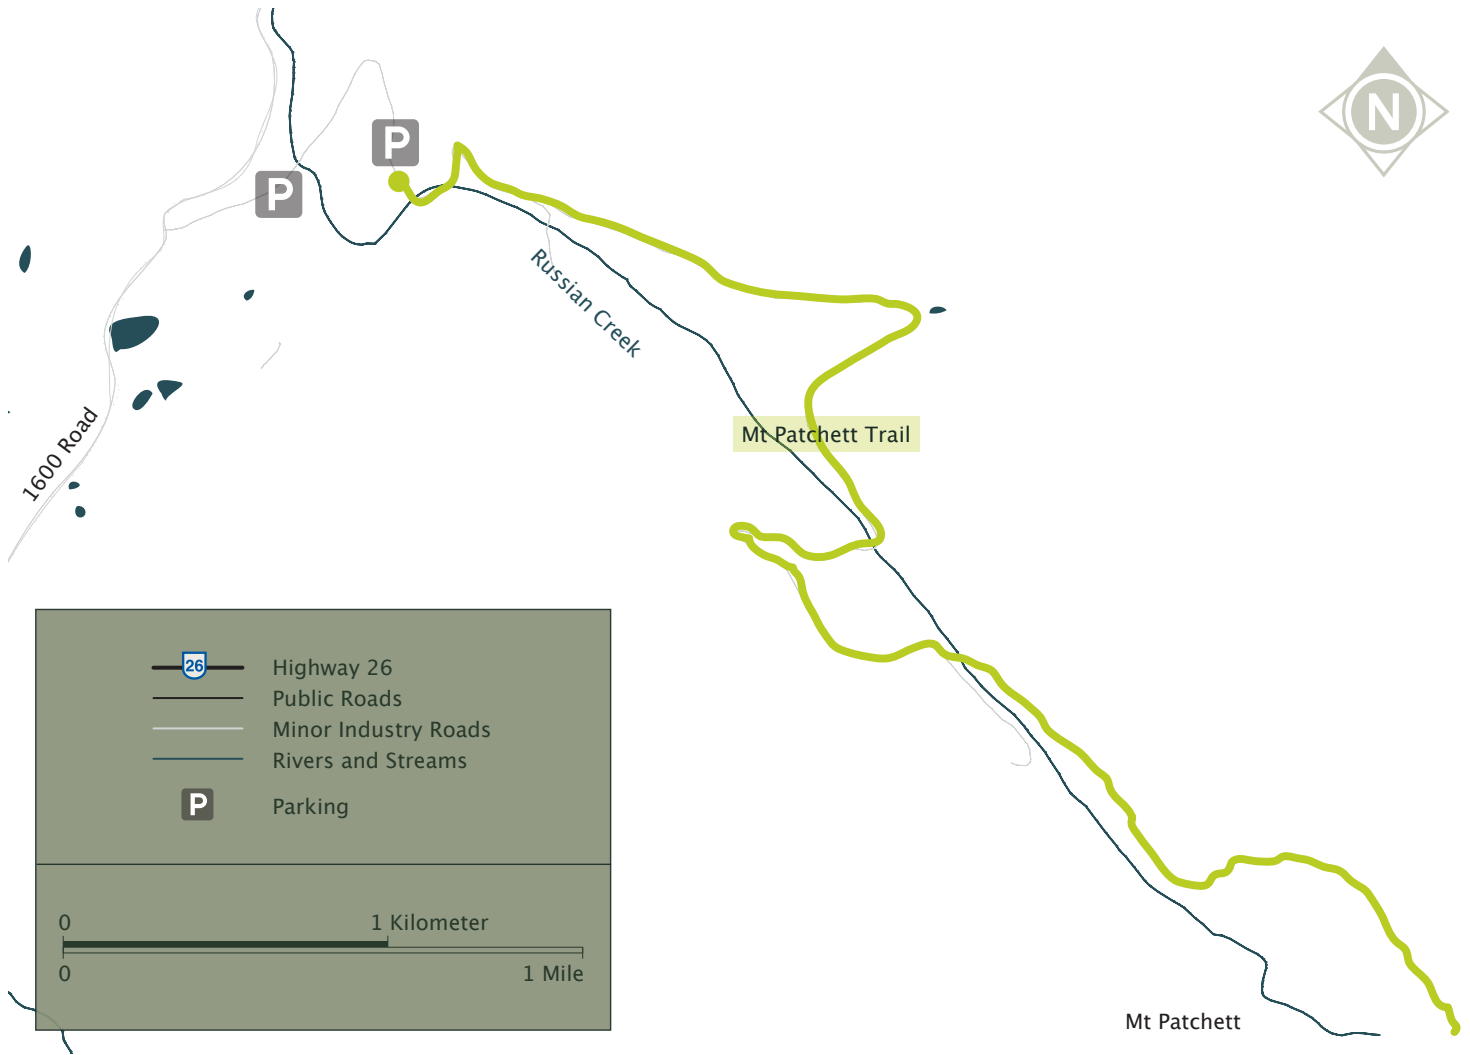 N
P
P
Russian Creek
Mt Patchett Trail
1600 Road
26
Highway 26
Public Roads
Minor Industry Roads
Rivers and Streams
P
Parking
0
1 Kilometer
0
1 Mile
Mt Patchett